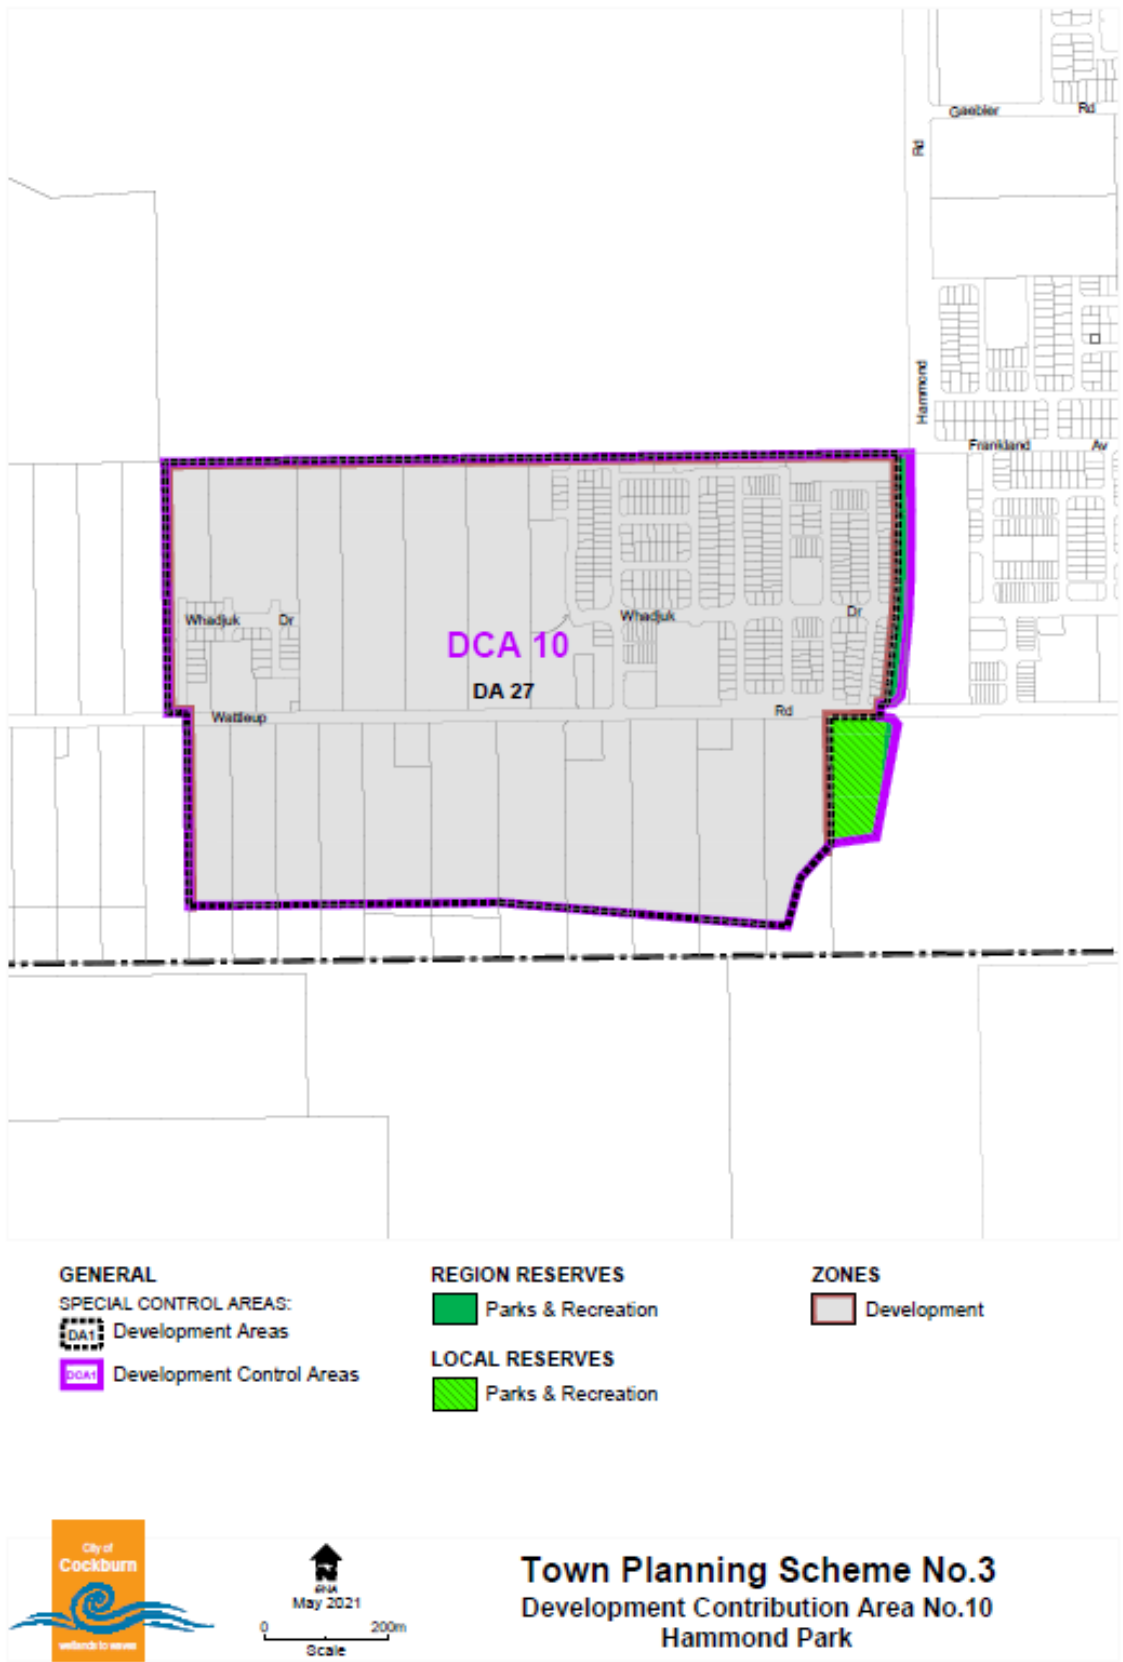 Gaebler Rd
Rd
Hammond
Frankland Av
Whadjuk Dr
Whadjuk Dr
DCA 10
DA 27
Wattleup Rd
GENERAL
SPECIAL CONTROL AREAS:
DA1 Development Areas
DCA1 Development Control Areas
REGION RESERVES
Parks & Recreation
LOCAL RESERVES
Parks & Recreation
ZONES
Development
City of
Cockburn
wetlands to waves
N
May 2021
0 200m
Scale
Town Planning Scheme No.3
Development Contribution Area No.10
Hammond Park